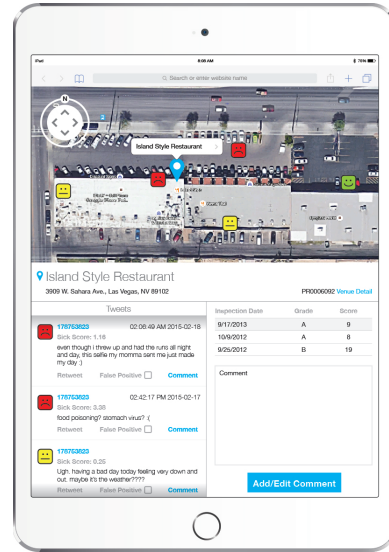 iPad
8:08 AM
76%
Search or enter website name
N
Island Style Restaurant
Island Style Restaurant
3909 W. Sahara Ave., Las Vegas, NV 89102
PR0006092 Venue Detail
Tweets
178763823 02:06:49 AM 2015-02-18
Sick Score: 1.16
even though i threw up and had the runs all night
and day, this selfie my momma sent me just made
my day :)
Retweet False Positive Comment
178763823 02:42:17 PM 2015-02-17
Sick Score: 3.38
food poisoning? stomach virus? :(
Retweet False Positive Comment
178763823
Sick Score: 0.25
Ugh. having a bad day today feeling very down and
out. maybe it's the weather????
Retweet False Positive Comment
Inspection Date Grade Score
9/17/2013 A 9
10/9/2012 A 8
9/25/2012 B 19
Comment
Add/Edit Comment